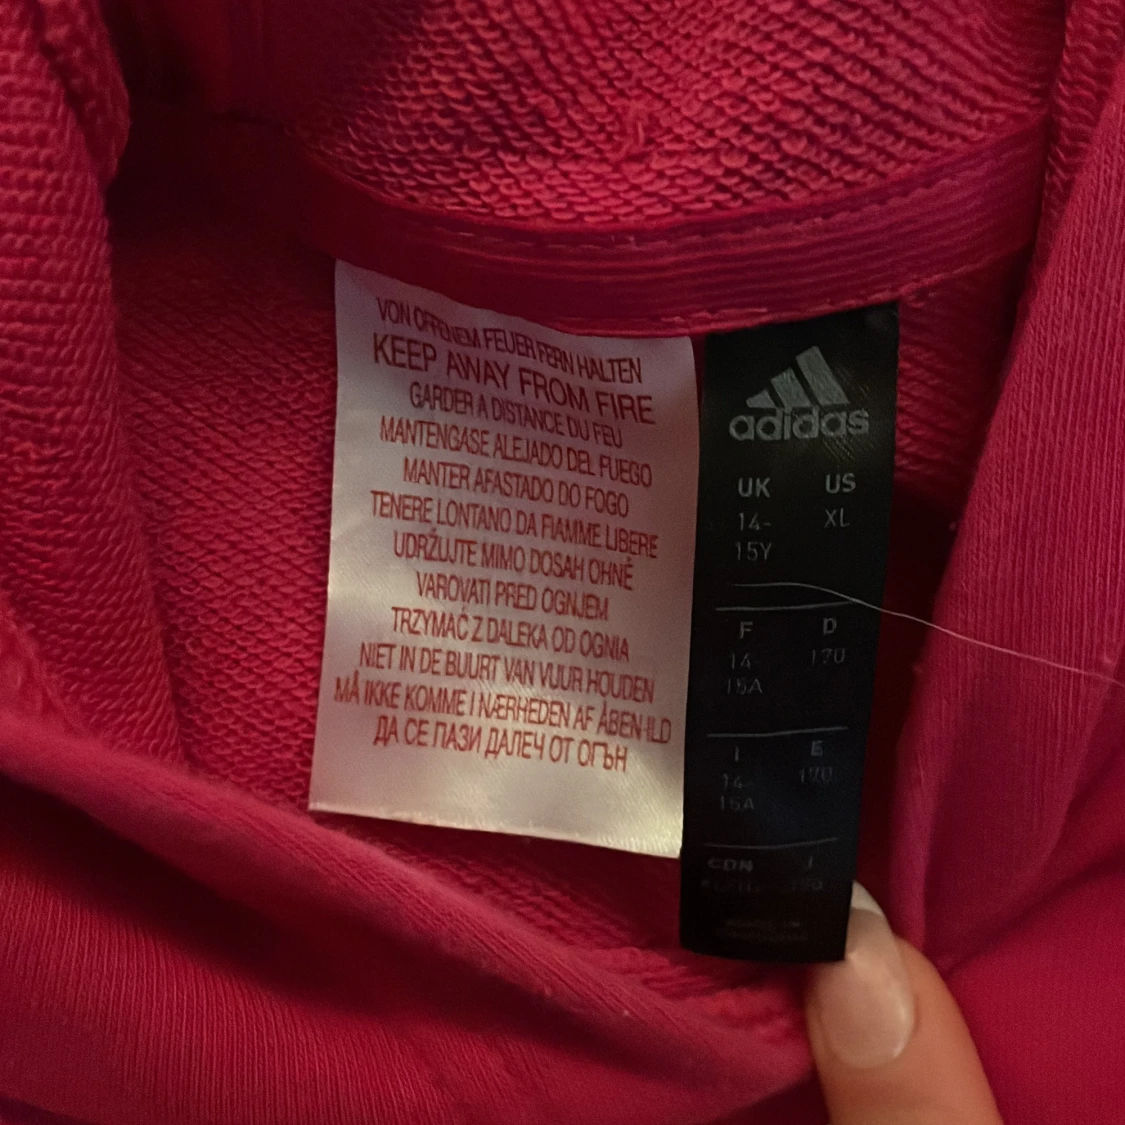 VON OFFENEM FEUER FERN HALTEN
KEEP AWAY FROM FIRE
GARDER A DISTANCE DU FEU
MANTENGASE ALEJADO DEL FUEGO
MANTER AFASTADO DO FOGO
TENERE LONTANO DA FIAMME LIBERE
UDRŽUJTE MIMO DOSAH OHNĚ
VAROVATI PRED OGNJEM
TRZYMAĆ Z DALEKA OD OGNIA
NIET IN DE BUURT VAN VUUR HOUDEN
MÅ IKKE KOMME I NÆRHEDEN AF ÅBEN ILD
ДА СЕ ПАЗИ ДАЛЕЧ ОТ ОГЪН
adidas
UK US
14- XL
15Y
F D
14- 170
15A
I E
14- 170
15A
CDN J